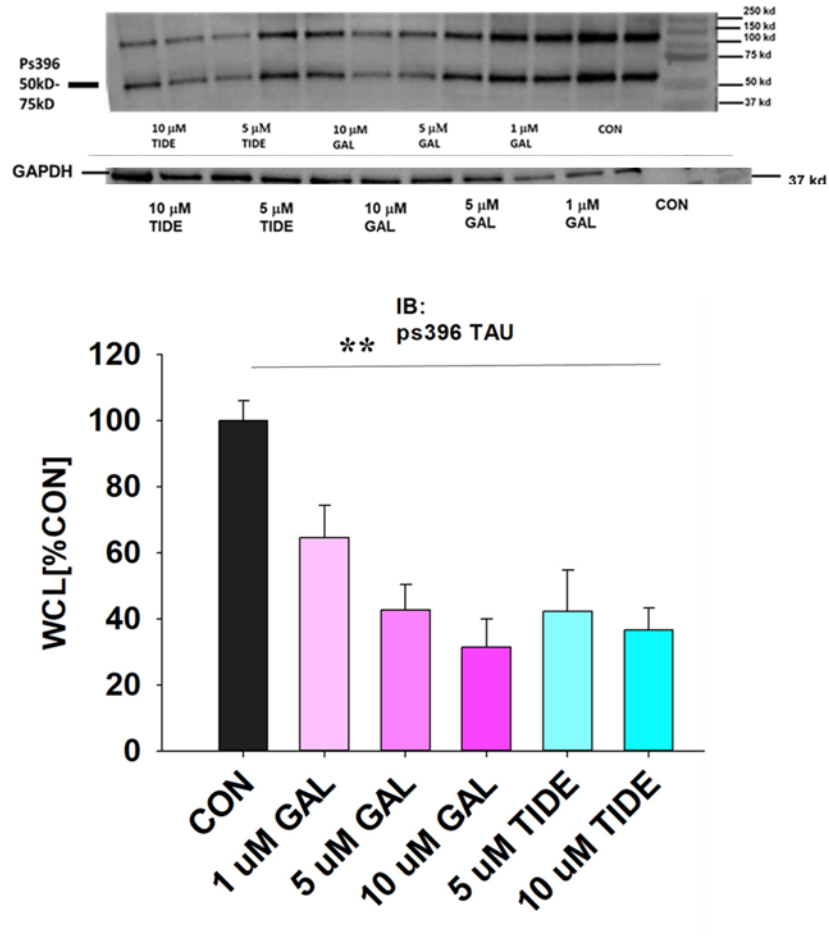 250 kd
150 kd
100 kd
Ps396
50kD-
75kD
75 kd
50 kd
37 kd
10 µM
TIDE
5 µM
TIDE
10 µM
GAL
5 µM
GAL
1 µM
GAL
CON
GAPDH
37 kd
10 µM
TIDE
5 µM
TIDE
10 µM
GAL
5 µM
GAL
1 µM
GAL
CON
IB:
ps396 TAU
**
WCL[%CON]
120
100
80
60
40
20
0
CON
1 uM GAL
5 uM GAL
10 uM GAL
5 uM TIDE
10 uM TIDE